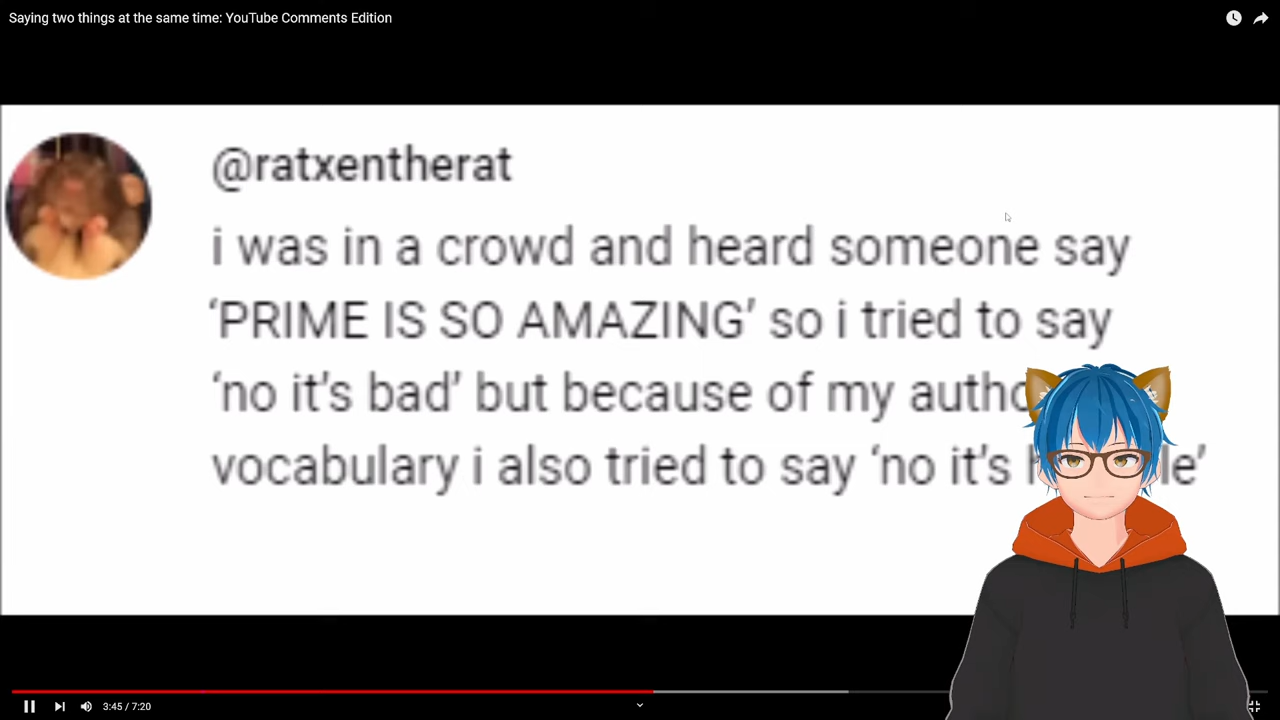 Saying two things at the same time: YouTube Comments Edition
@ratxentherat
i was in a crowd and heard someone say
‘PRIME IS SO AMAZING’ so i tried to say
‘no it’s bad’ but because of my
vocabulary i also tried to say ‘no it’s
3:45 / 7:20